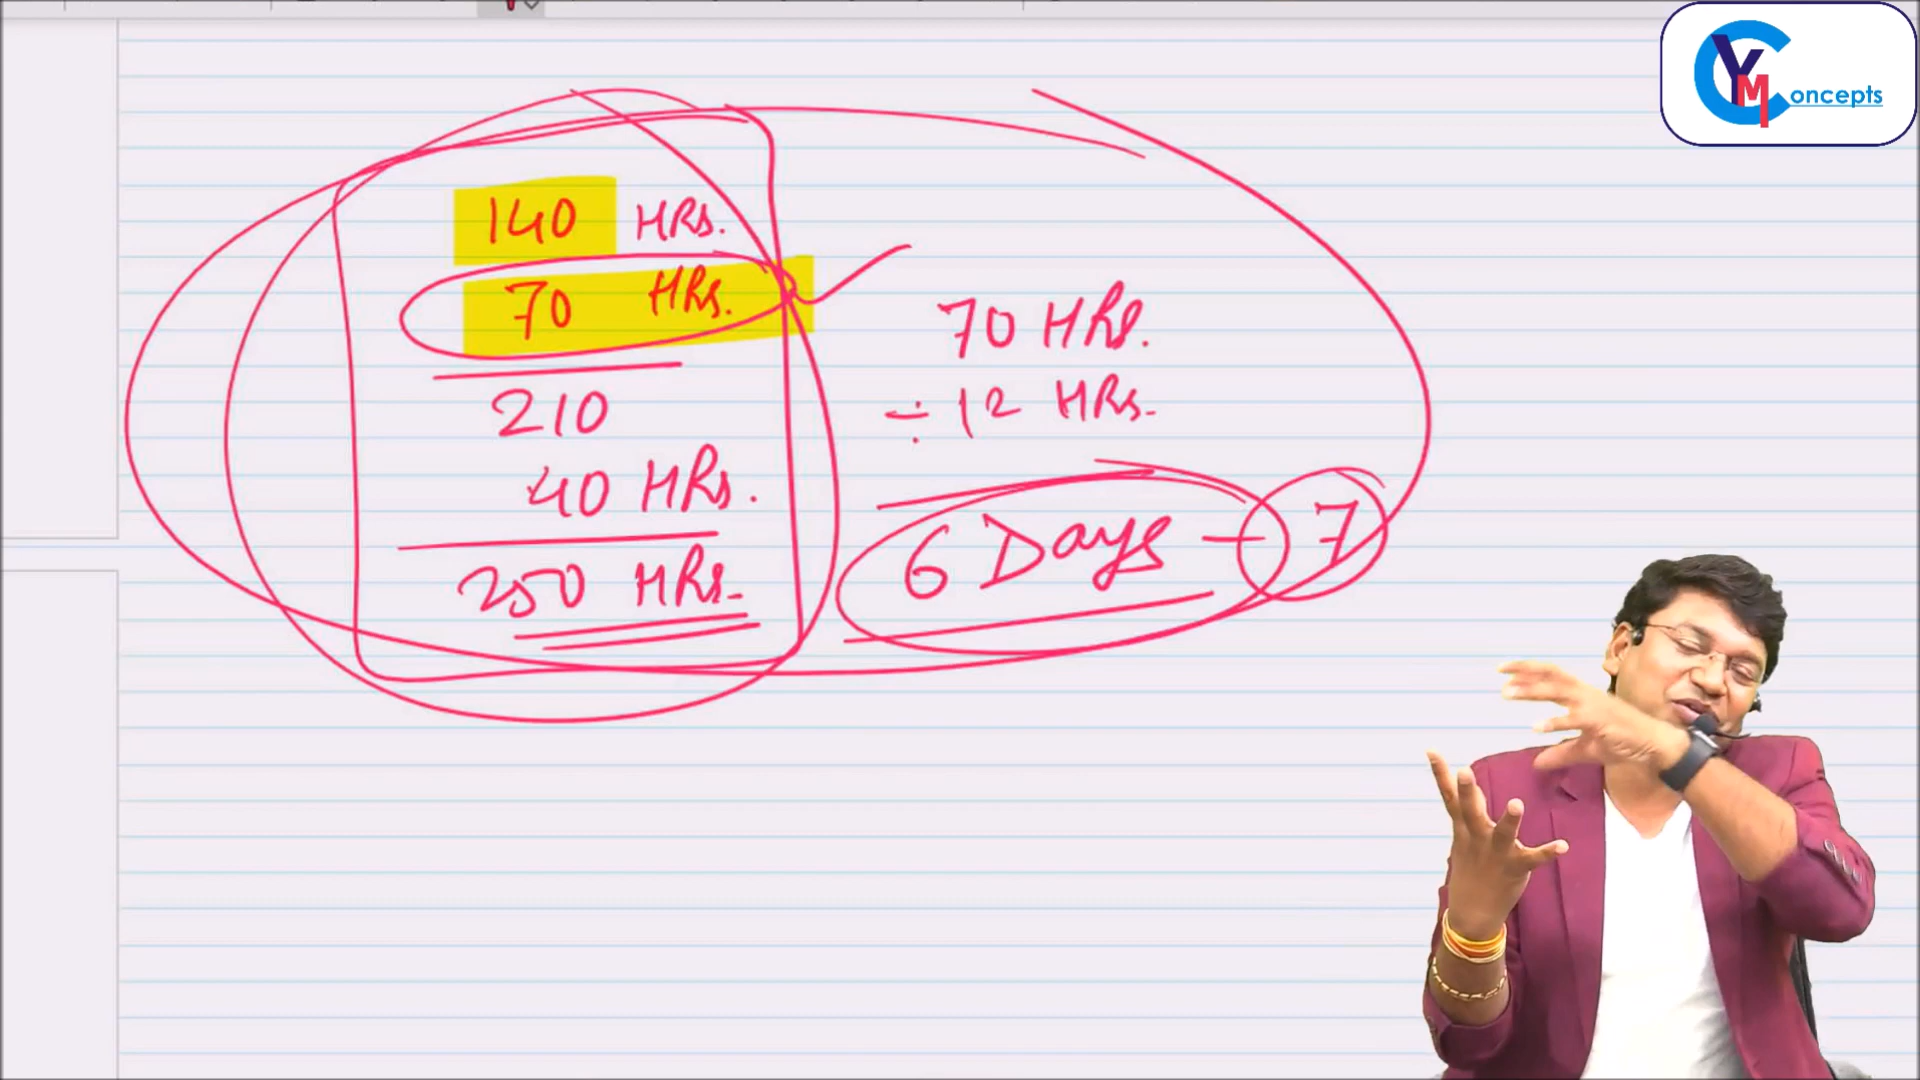 YM Concepts
140 HRS.
70 HRS.
210
40 HRS.
250 HRS.
70 HRS.
÷ 12 HRS.
6 Days - 7